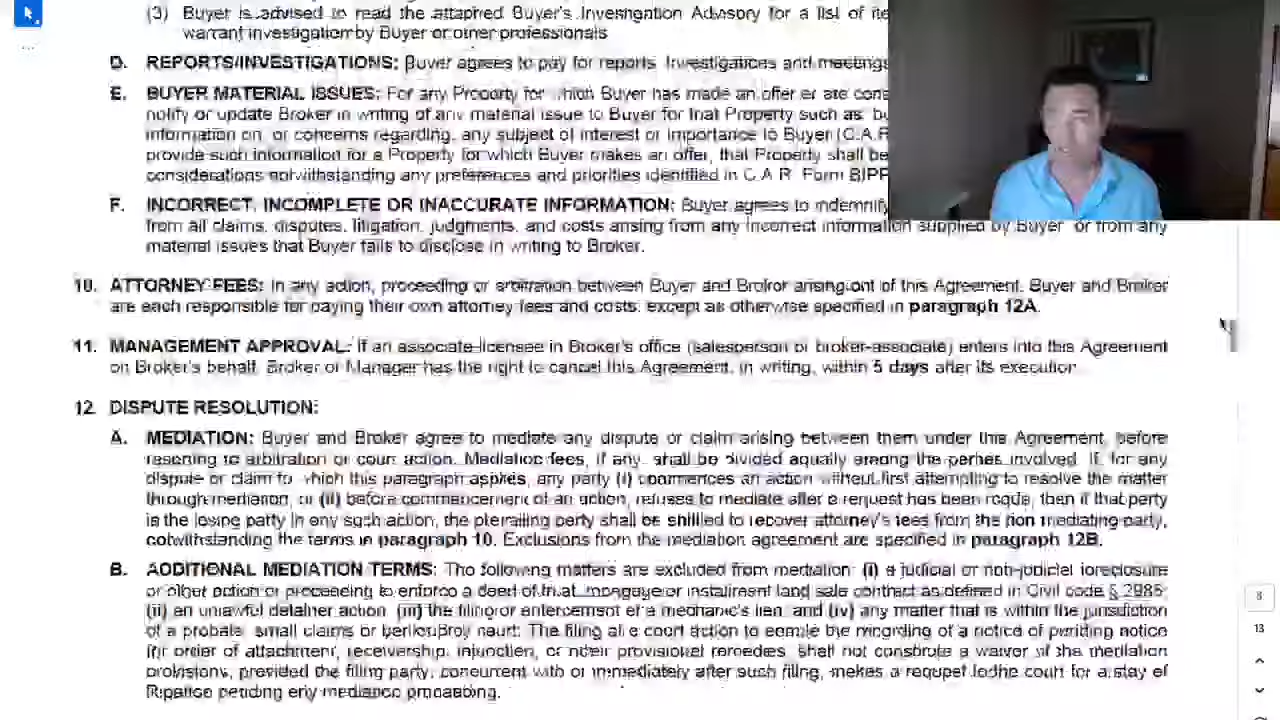 (3) Buyer is advised to read the Buyer's Advisory for a list of
warrant investigation by Buyer or other professionals
D. REPORTS/INVESTIGATIONS: Buyer agrees to pay for reports. Investigations and meetings
E. BUYER MATERIAL ISSUES: For any Property for which Buyer has made an offer or
notify or update Broker in writing of any material issue to Buyer for that Property such as
information on, or concerns regarding, any subject of interest or importance to Buyer (C.A.R
provide such information for a Property for which Buyer makes an offer, that Property shall be
considerations notwithstanding any preferences and priorities identified in C.A.R. Form BIPP
F. INCORRECT, INCOMPLETE OR INACCURATE INFORMATION: Buyer agrees to indemnify
from all claims, disputes, litigation, judgments, and costs arising from any incorrect information supplied by Buyer or from any
material issues that Buyer fails to disclose in writing to Broker.
10. ATTORNEY FEES: In any action, proceeding or arbitration between Buyer and Broker arising out of this Agreement, Buyer and Broker
are each responsible for paying their own attorney fees and costs, except as otherwise specified in paragraph 12A.
11. MANAGEMENT APPROVAL: If an associate-licensee in Broker's office (salesperson or broker-associate) enters into this Agreement
on Broker's behalf, Broker or Manager has the right to cancel this Agreement, in writing, within 5 days after its execution
12. DISPUTE RESOLUTION:
A. MEDIATION: Buyer and Broker agree to mediate any dispute or claim arising between them under this Agreement, before
resorting to arbitration or court action. Mediation fees, if any, shall be divided equally among the parties involved. If, for any
dispute or claim to which this paragraph applies, any party (i) commences an action without first attempting to resolve the matter
through mediation, or (ii) before commencement of an action, refuses to mediate after a request has been made, then if that party
is the losing party in any such action, the prevailing party shall be entitled to recover attorney's fees from the non mediating party,
notwithstanding the terms in paragraph 10. Exclusions from the mediation agreement are specified in paragraph 12B.
B. ADDITIONAL MEDIATION TERMS: The following matters are excluded from mediation: (i) a judicial or non-judicial foreclosure
or other action or proceeding to enforce a deed of trust, mortgage or installment land sale contract as defined in Civil code § 2985;
(ii) an unlawful detainer action; (iii) the filing or enforcement of a mechanic's lien; and (iv) any matter that is within the jurisdiction
of a probate, small claims or court. The filing of a court action to enable the recording of a notice of pending
for order of attachment, receivership, injunction, or other provisional remedies, shall not constitute a waiver of the mediation
provisions, provided the filing party, concurrent with or immediately after such filing, makes a request to the court for a stay of
pending any mediation proceeding.
8
13